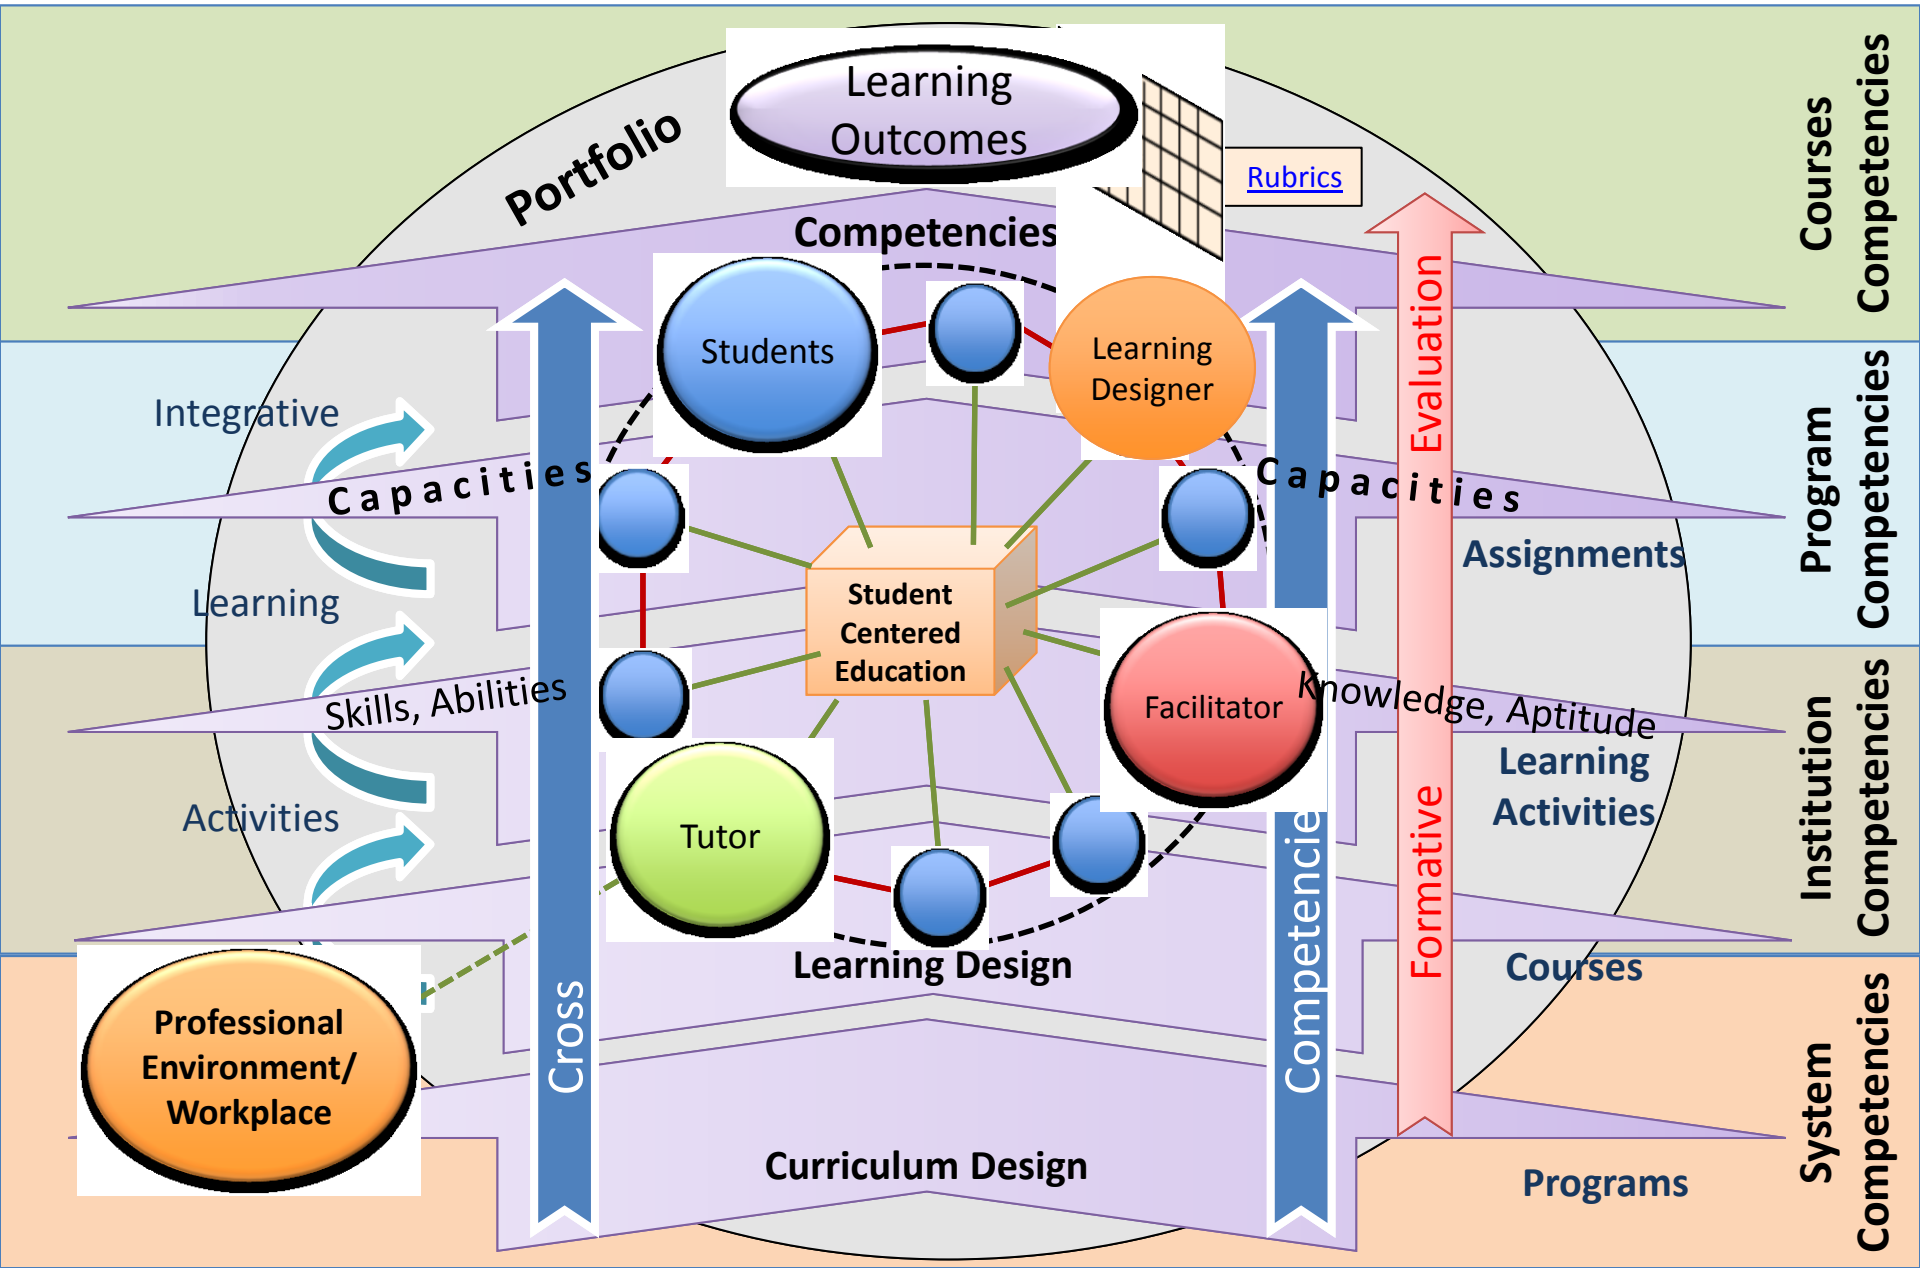 Learning
Outcomes
Portfolio
Rubrics
Competencies
Students
Learning
Designer
Integrative
Capacities
Capacities
Evaluation
Assignments
Learning
Student
Centered
Education
Skills, Abilities
Facilitator
Knowledge, Aptitude
Learning
Activities
Activities
Tutor
Formative
Learning Design
Courses
Cross
Competencie
Professional
Environment/
Workplace
Curriculum Design
Programs
Courses
Competencies
Program
Competencies
Institution
Competencies
System
Competencies